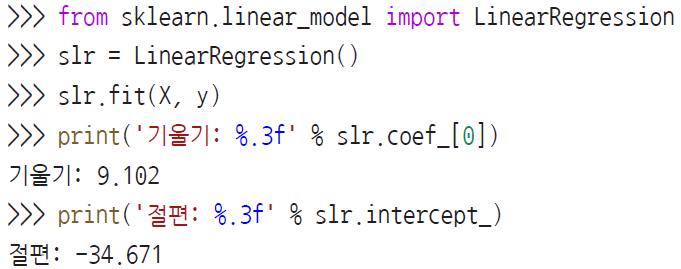 >>> from sklearn.linear_model import LinearRegression
>>> slr = LinearRegression()
>>> slr.fit(X, y)
>>> print('기울기: %.3f' % slr.coef_[0])
기울기: 9.102
>>> print('절편: %.3f' % slr.intercept_)
절편: -34.671